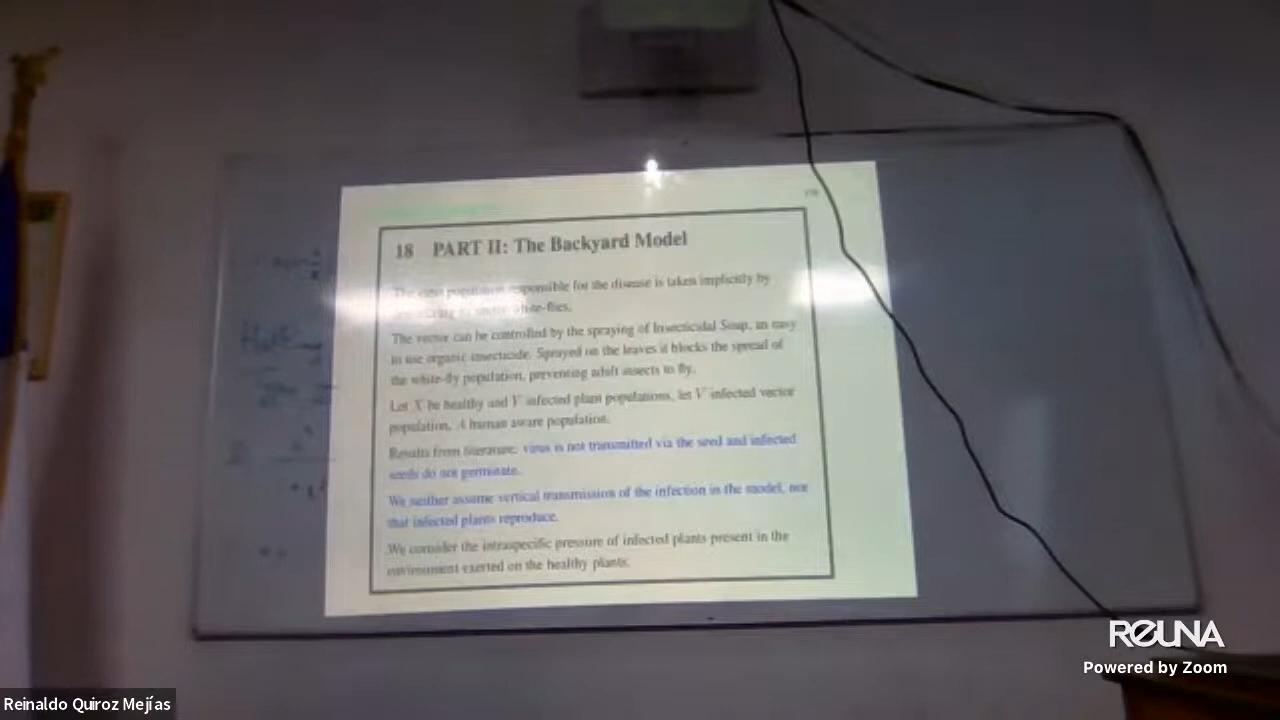 18 PART II: The Backyard Model
The virus population responsible for the disease is taken implicitly by
white-flies.
The vector can be controlled by the spraying of Insecticidal Soap, an easy
to use organic insecticide. Sprayed on the leaves it blocks the spread of
the white-fly population, preventing adult insects to fly.
Let X be healthy and V infected plant populations, let V infected vector
population, A human aware population.
Results from literature: virus is not transmitted via the seed and infected
seeds do not germinate.
We neither assume vertical transmission of the infection in the model, nor
that infected plants reproduce.
We consider the intraspecific pressure of infected plants present in the
environment exerted on the healthy plants.
REUNA
Powered by Zoom
Reinaldo Quiroz Mejías